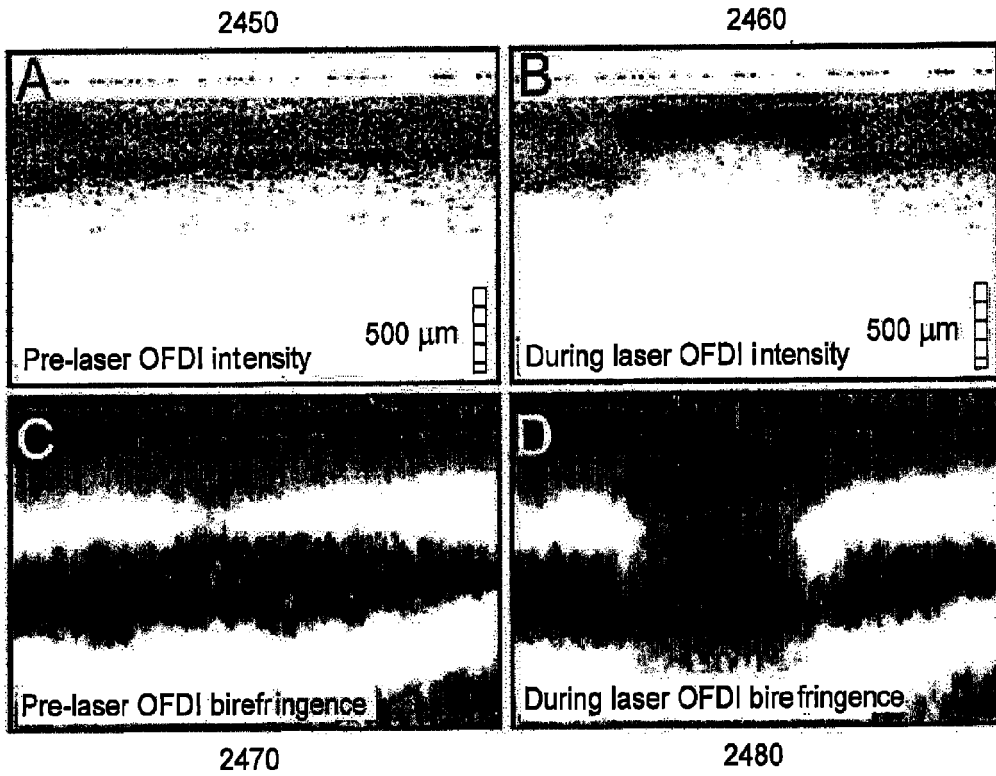 2450
2460
A
B
500 μm
Pre-laser OFDI intensity
500 μm
During laser OFDI intensity
C
D
Pre-laser OFDI birefringence
During laser OFDI birefringence
2470
2480